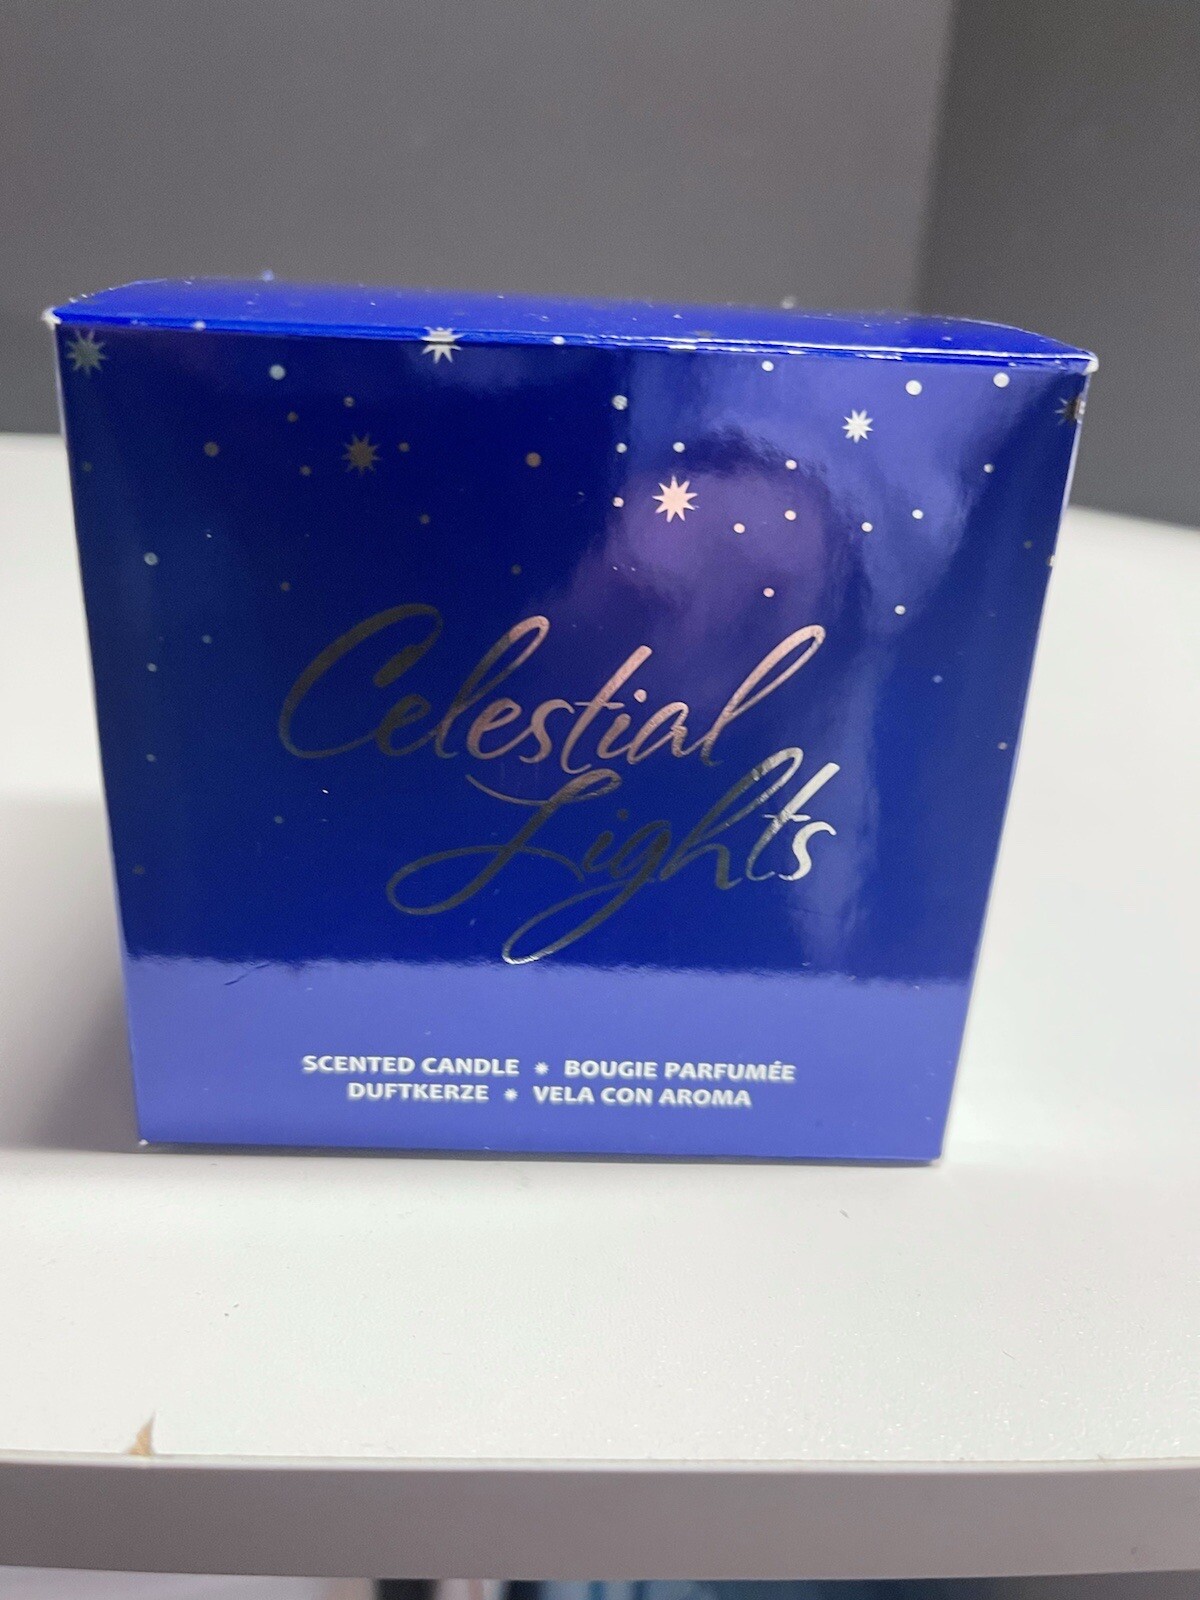 Celestial
Lights
SCENTED CANDLE * BOUGIE PARFUMÉE
DUFTKERZE * VELA CON AROMA